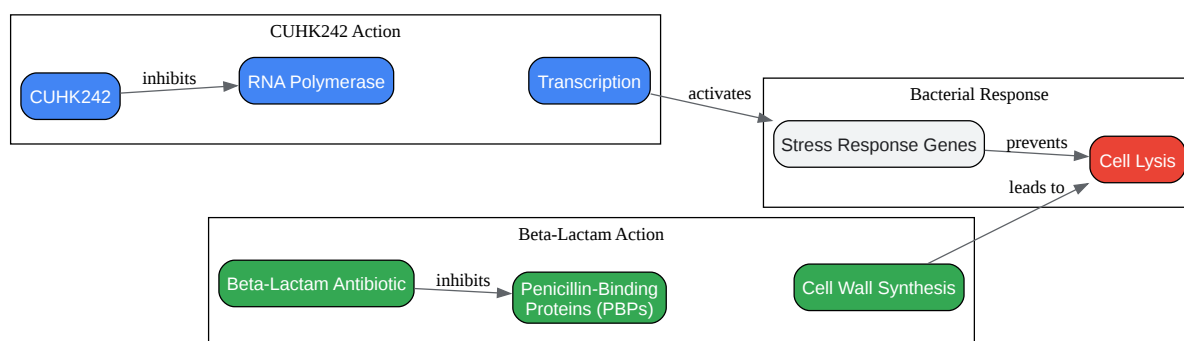 CUHK242 Action
CUHK242
inhibits
RNA Polymerase
Transcription
activates
Bacterial Response
Stress Response Genes
prevents
Cell Lysis
leads to
Beta-Lactam Action
Beta-Lactam Antibiotic
inhibits
Penicillin-Binding
Proteins (PBPs)
Cell Wall Synthesis